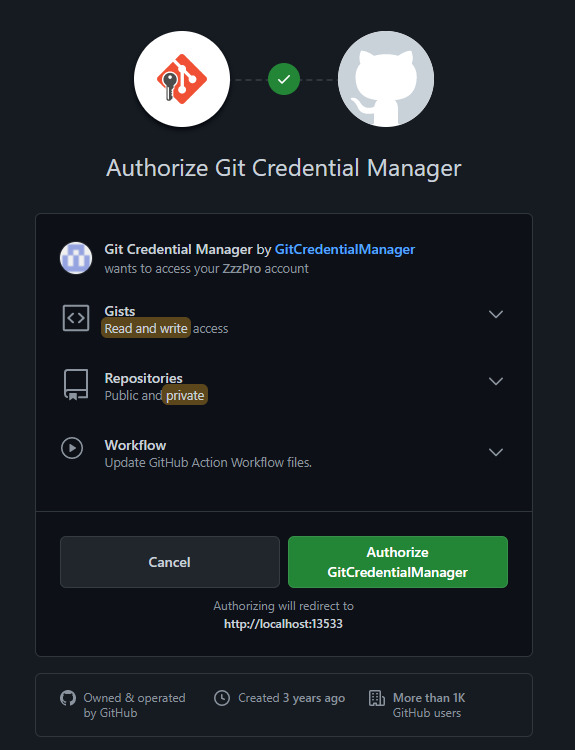 Authorize Git Credential Manager
Git Credential Manager by GitCredentialManager
wants to access your ZzzPro account
Gists
Read and write access
Repositories
Public and private
Workflow
Update GitHub Action Workflow files.
Cancel
Authorize
GitCredentialManager
Authorizing will redirect to
http://localhost:13533
Owned & operated
by GitHub
Created 3 years ago
More than 1K
GitHub users